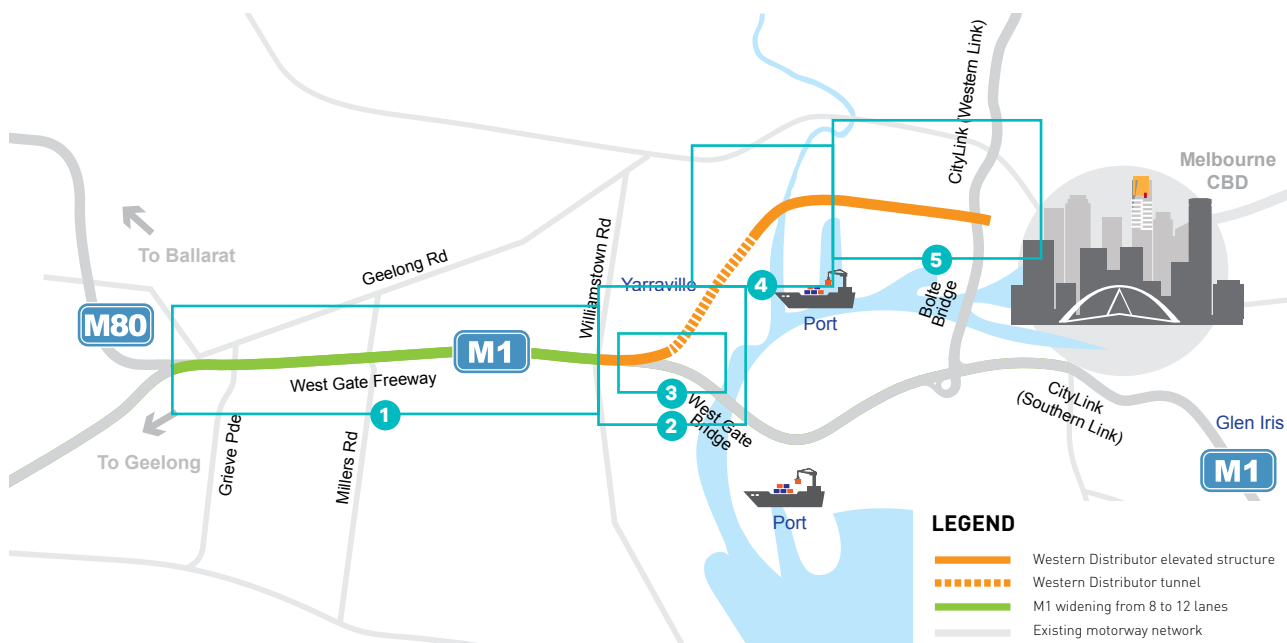 CityLink (Western Link)
Melbourne
CBD
To Ballarat
Geelong Rd
Williamstown Rd
Yarraville
4
5
Bolte
Bridge
Port
M80
M1
West Gate Freeway
1
3
2
West Gate
Bridge
CityLink
(Southern Link)
Glen Iris
M1
To Geelong
Grieve Pde
Millers Rd
Port
LEGEND
Western Distributor elevated structure
Western Distributor tunnel
M1 widening from 8 to 12 lanes
Existing motorway network